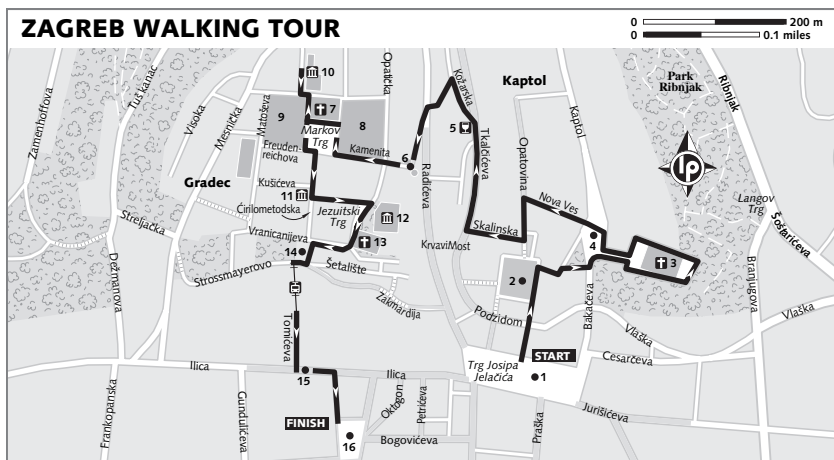 ZAGREB WALKING TOUR
0 200 m
0 0.1 miles
Zamenhoffova
Tuškanac
Visoka
Mesnička
Matoševa
Opatička
10
9
7
8
Markov
Trg
Freuden-
reichova
Kamenita
6
Kožarska
5
Tkalčićeva
Radićeva
Kaptol
Opatovina
Kaptol
Park
Ribnjak
Ribnjak
LP
Langov
Trg
Šoštarićeva
Gradec
Kušićeva
11
Ćirilometodska
Jezuitski
Trg
12
13
Vranicanijeva
14
Streljačka
Dežmanova
Strossmayerovo
Šetalište
Zakmardija
KrvaviMost
Skalinska
Nova Ves
4
3
2
Podzidom
Bakačeva
Vlaška
Branjugova
Vlaška
Tomićeva
Ilica
15
Ilica
Trg Josipa
Jelačića
START
1
Cesarčeva
Jurišićeva
Praška
Frankopanska
Gundulićeva
FINISH
16
Oktogon
Petrićeva
Bogovićeva